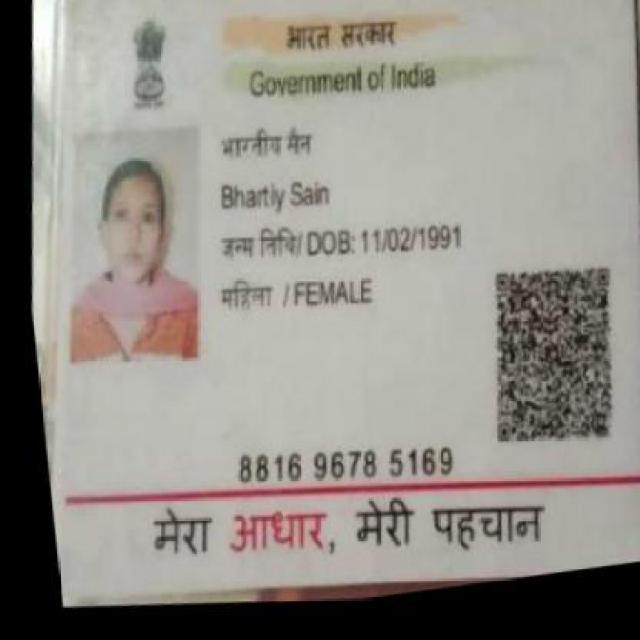 भारत सरकार
Government of India
भारतीय सैन
Bhartiy Sain
जन्म तिथि/ DOB: 11/02/1991
महिला / FEMALE
8816 9678 5169
मेरा आधार, मेरी पहचान